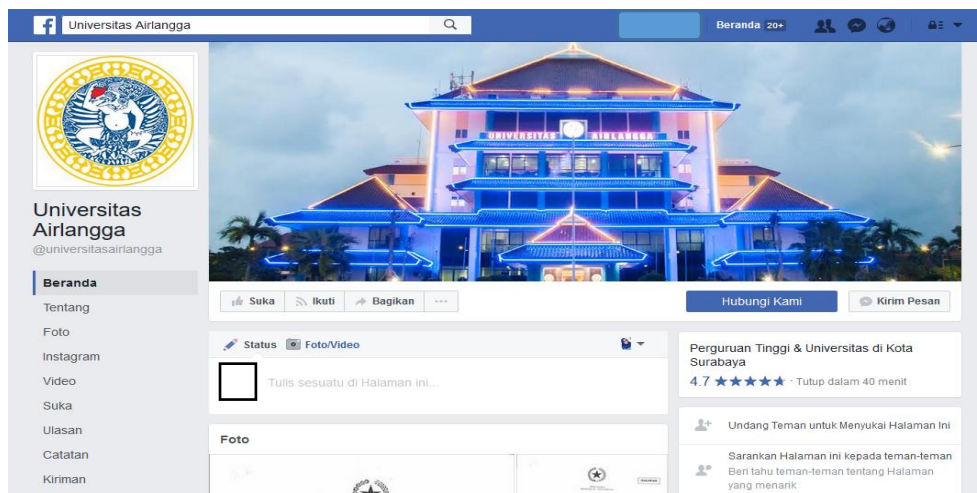 Universitas Airlangga
Beranda 20+
UNIVERSITAS AIRLANGGA
Universitas
Airlangga
@universitasairlangga
Beranda
Tentang
Foto
Instagram
Video
Suka
Ulasan
Catatan
Kiriman
Suka
Ikuti
Bagikan
Hubungi Kami
Kirim Pesan
Status
Foto/Video
Tulis sesuatu di Halaman ini...
Foto
Perguruan Tinggi & Universitas di Kota
Surabaya
4.7 ★★★★★ · Tutup dalam 40 menit
Undang Teman untuk Menyukai Halaman Ini
Sarankan Halaman ini kepada teman-teman
Beri tahu teman-teman tentang Halaman
yang menarik